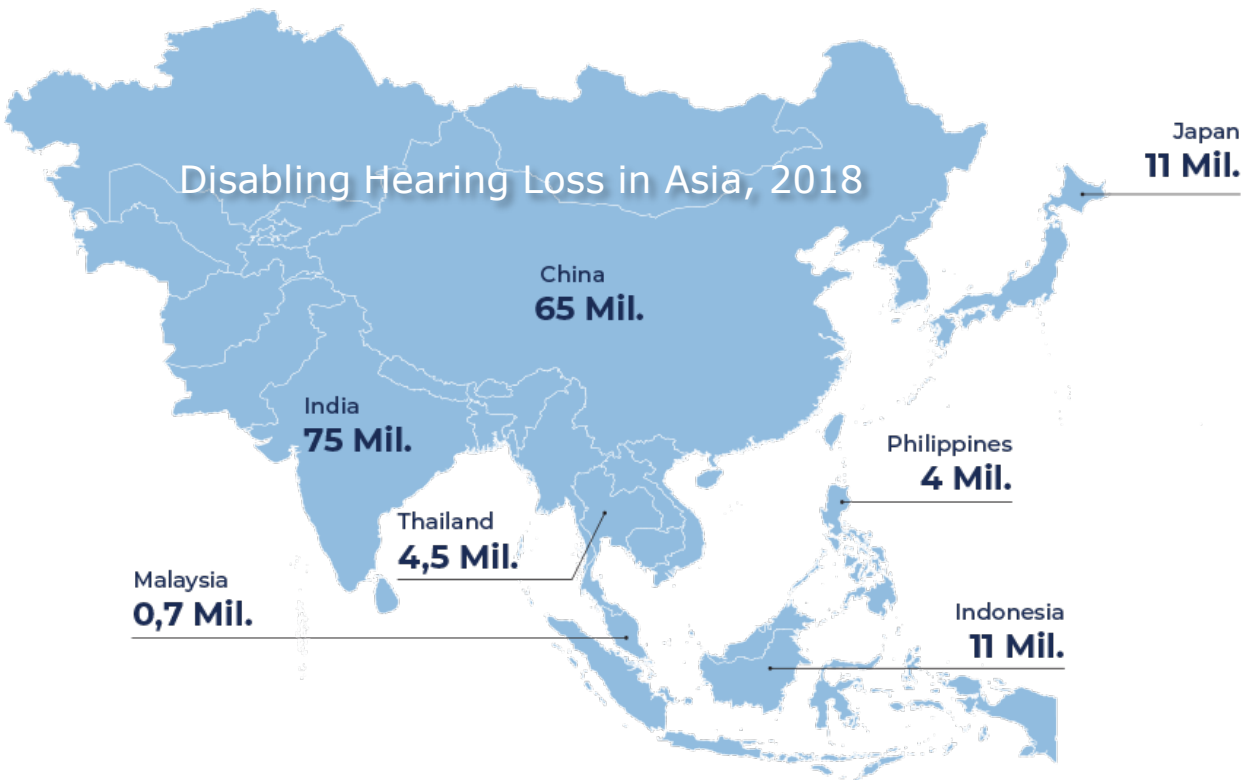 Disabling Hearing Loss in Asia, 2018
Japan
11 Mil.
China
65 Mil.
India
75 Mil.
Philippines
4 Mil.
Thailand
4,5 Mil.
Malaysia
0,7 Mil.
Indonesia
11 Mil.